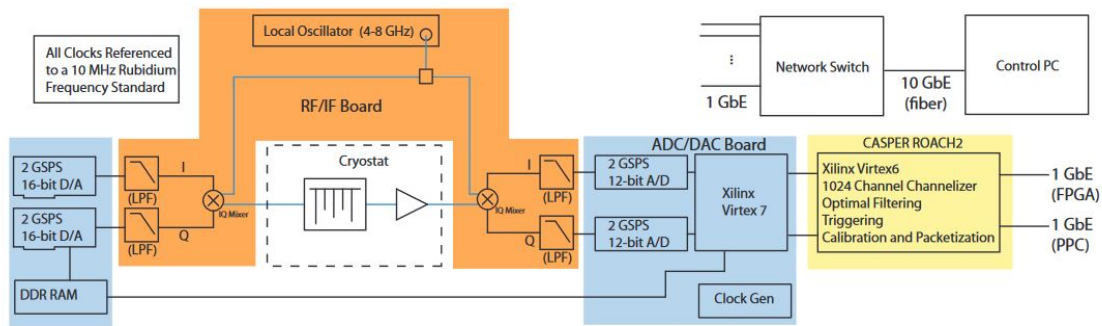 All Clocks Referenced
to a 10 MHz Rubidium
Frequency Standard
Local Oscillator (4-8 GHz)
RF/IF Board
⋮
1 GbE
Network Switch
10 GbE
(fiber)
Control PC
2 GSPS
16-bit D/A
2 GSPS
16-bit D/A
DDR RAM
(LPF)
(LPF)
I
Q
IQ Mixer
Cryostat
IQ Mixer
I
Q
(LPF)
(LPF)
ADC/DAC Board
2 GSPS
12-bit A/D
2 GSPS
12-bit A/D
Xilinx
Virtex 7
Clock Gen
CASPER ROACH2
Xilinx Virtex6
1024 Channel Channelizer
Optimal Filtering
Triggering
Calibration and Packetization
1 GbE
(FPGA)
1 GbE
(PPC)